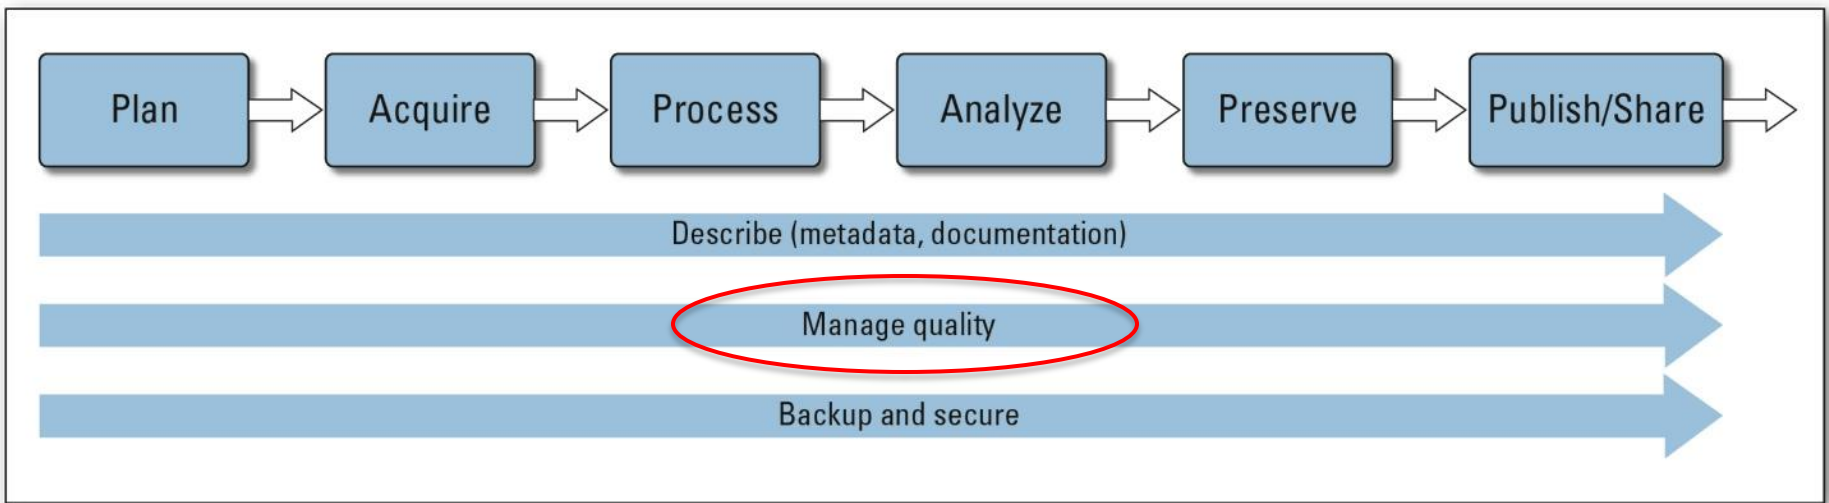 Plan
Acquire
Process
Analyze
Preserve
Publish/Share
Describe (metadata, documentation)
Manage quality
Backup and secure